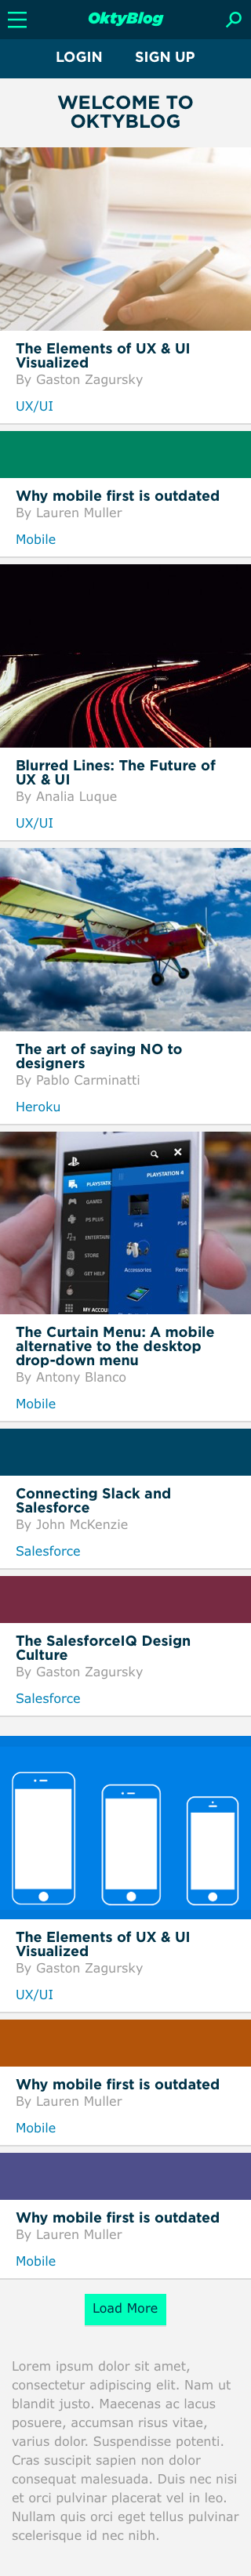 OktyBlog
LOGIN SIGN UP
WELCOME TO
OKTYBLOG
The Elements of UX & UI
Visualized
By Gaston Zagursky
UX/UI
Why mobile first is outdated
By Lauren Muller
Mobile
Blurred Lines: The Future of
UX & UI
By Analia Luque
UX/UI
The art of saying NO to
designers
By Pablo Carminatti
Heroku
PLAYSTATION
PLAYSTATION 4
GAMES
PS PLUS
PS4
ENTERTAIN
STORE
Accessories
GET HELP
MY ACCOU
The Curtain Menu: A mobile
alternative to the desktop
drop-down menu
By Antony Blanco
Mobile
Connecting Slack and
Salesforce
By John McKenzie
Salesforce
The SalesforceIQ Design
Culture
By Gaston Zagursky
Salesforce
The Elements of UX & UI
Visualized
By Gaston Zagursky
UX/UI
Why mobile first is outdated
By Lauren Muller
Mobile
Why mobile first is outdated
By Lauren Muller
Mobile
Load More
Lorem ipsum dolor sit amet,
consectetur adipiscing elit. Nam ut
blandit justo. Maecenas ac lacus
posuere, accumsan risus vitae,
varius dolor. Suspendisse potenti.
Cras suscipit sapien non dolor
consequat malesuada. Duis nec nisi
et orci pulvinar placerat vel in leo.
Nullam quis orci eget tellus pulvinar
scelerisque id nec nibh.